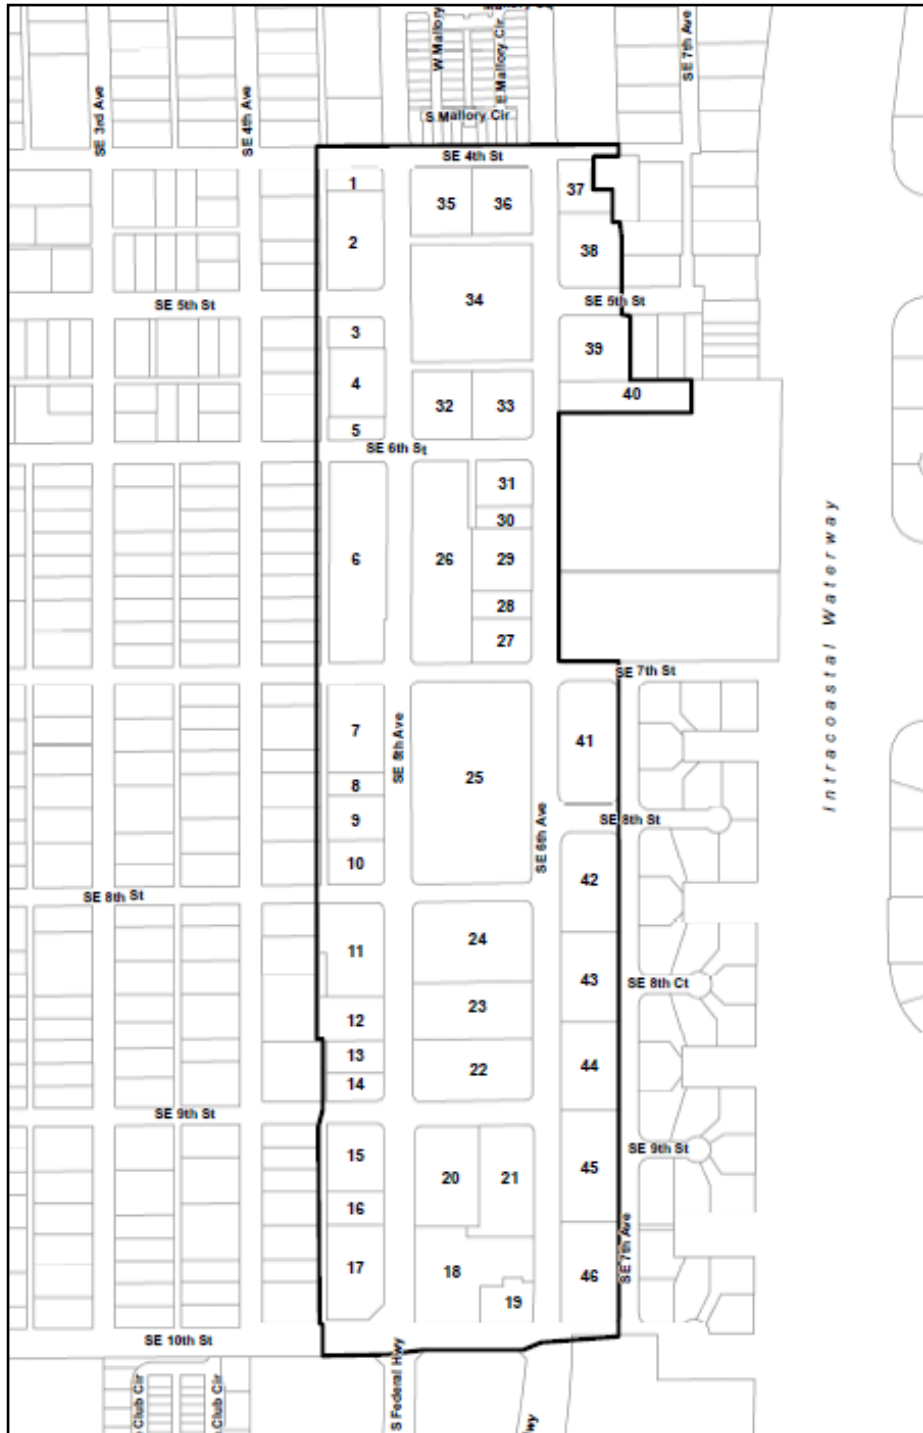 W Mallory
E Mallory Cir
SE 7th Ave
SE 3rd Ave
SE 4th Ave
S Mallory Cir
SE 4th St
1
35
36
37
2
38
34
SE 5th St
SE 5th St
3
39
4
40
32
33
5
SE 6th St
31
30
6
26
29
28
27
Intracoastal Waterway
SE 7th St
7
SE 5th Ave
41
25
8
9
SE 6th Ave
SE 8th St
10
42
SE 8th St
24
11
43
SE 8th Ct
23
12
13
22
44
14
SE 9th St
15
20
21
45
SE 9th St
16
17
18
46
SE 7th Ave
19
SE 10th St
Club Cir
Club Cir
S Federal Hwy
wy